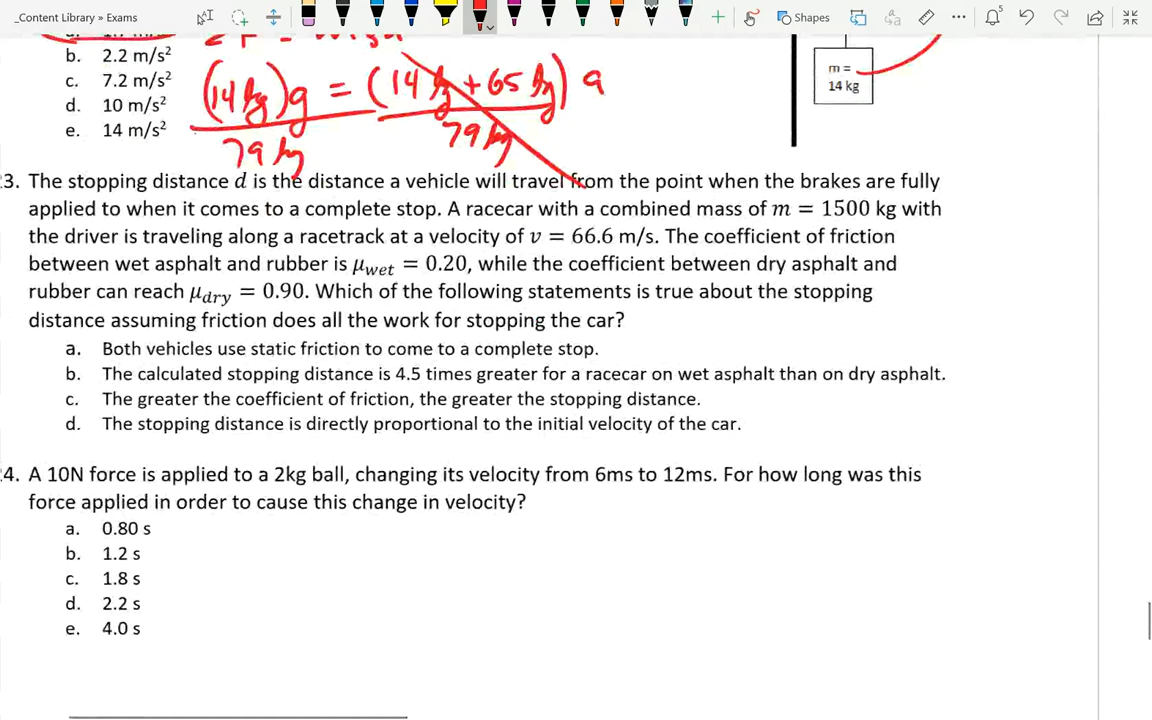 _Content Library » Exams
Shapes
5
b. 2.2 m/s²
c. 7.2 m/s²
d. 10 m/s²
e. 14 m/s²
(14 kg)g = (14 kg + 65 kg) a
79 kg 79 kg
m =
14 kg
3. The stopping distance d is the distance a vehicle will travel from the point when the brakes are fully
applied to when it comes to a complete stop. A racecar with a combined mass of m = 1500 kg with
the driver is traveling along a racetrack at a velocity of v = 66.6 m/s. The coefficient of friction
between wet asphalt and rubber is μwet = 0.20, while the coefficient between dry asphalt and
rubber can reach μdry = 0.90. Which of the following statements is true about the stopping
distance assuming friction does all the work for stopping the car?
a. Both vehicles use static friction to come to a complete stop.
b. The calculated stopping distance is 4.5 times greater for a racecar on wet asphalt than on dry asphalt.
c. The greater the coefficient of friction, the greater the stopping distance.
d. The stopping distance is directly proportional to the initial velocity of the car.
4. A 10N force is applied to a 2kg ball, changing its velocity from 6ms to 12ms. For how long was this
force applied in order to cause this change in velocity?
a. 0.80 s
b. 1.2 s
c. 1.8 s
d. 2.2 s
e. 4.0 s